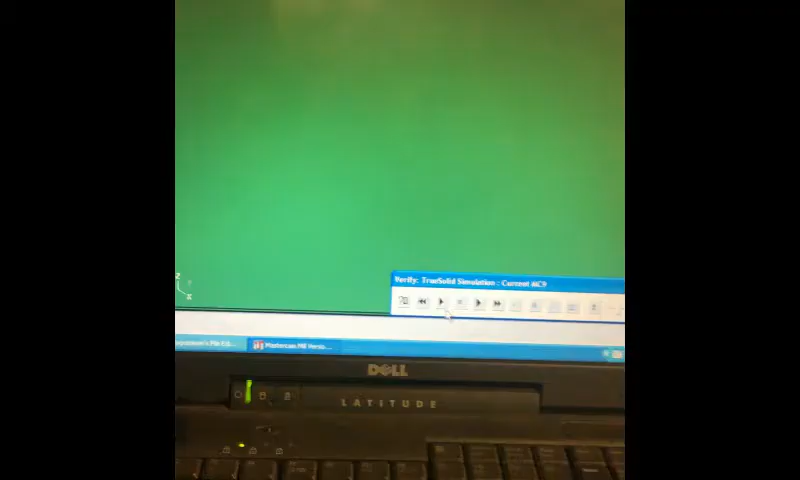 Z
X
Verify: TrueSolid Simulation : Current MC9
Mastercam Mill Versio...
DELL
LATITUDE